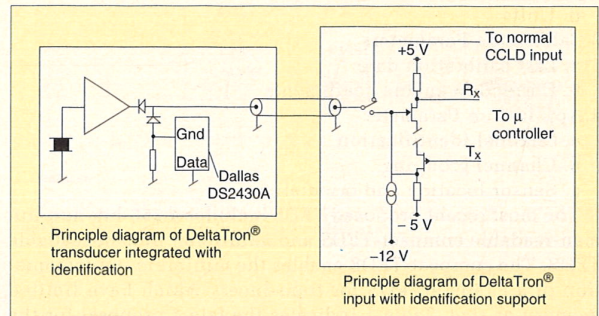 To normal
CCLD input
+5 V
Rx
To μ
controller
Tx
Gnd
Data
Dallas
DS2430A
– 5 V
–12 V
Principle diagram of DeltaTron®
transducer integrated with
identification
Principle diagram of DeltaTron®
input with identification support